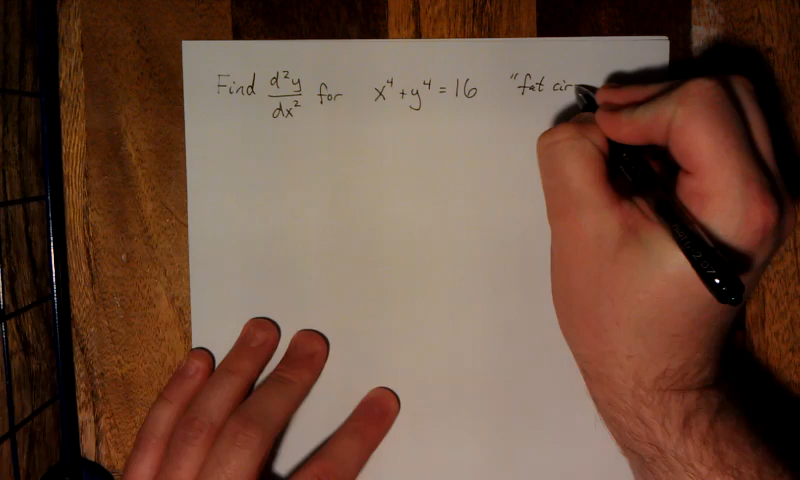 Find d²y/dx² for x⁴ + y⁴ = 16 "fat cir